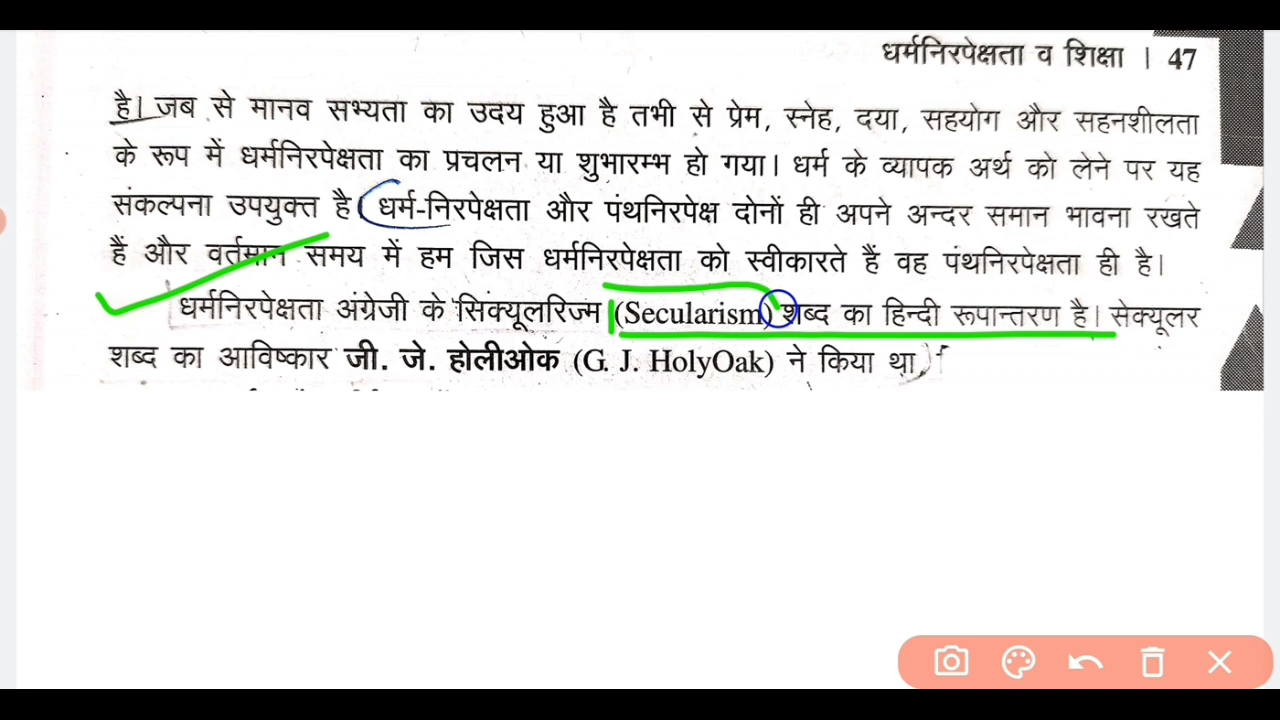 धर्मनिरपेक्षता व शिक्षा | 47
है। जब से मानव सभ्यता का उदय हुआ है तभी से प्रेम, स्नेह, दया, सहयोग और सहनशीलता
के रूप में धर्मनिरपेक्षता का प्रचलन या शुभारम्भ हो गया। धर्म के व्यापक अर्थ को लेने पर यह
संकल्पना उपयुक्त है। धर्म-निरपेक्षता और पंथनिरपेक्ष दोनों ही अपने अन्दर समान भावना रखते
हैं और वर्तमान समय में हम जिस धर्मनिरपेक्षता को स्वीकारते हैं वह पंथनिरपेक्षता ही है।
धर्मनिरपेक्षता अंग्रेजी के सिक्यूलरिज्म (Secularism) शब्द का हिन्दी रूपान्तरण है। सेक्यूलर
शब्द का आविष्कार जी. जे. होलीओक (G. J. HolyOak) ने किया था